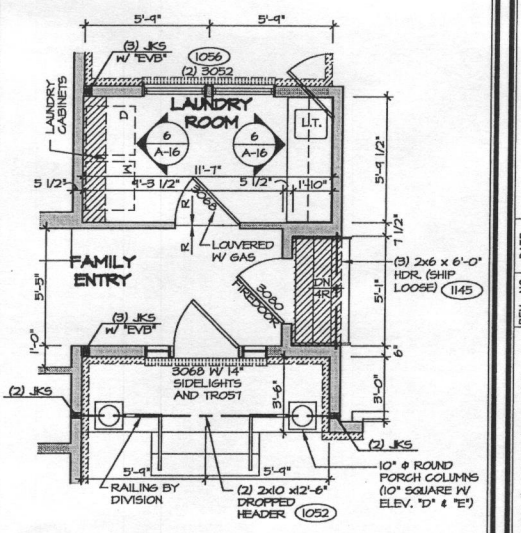 5'-9" 5'-9"
(3) JKS
W/ "EVB"
1056
(2) 3052
LAUNDRY
CABINETS
D
LAUNDRY
ROOM
L.T.
6
A-16
6
A-16
W
11'-7"
5 1/2" 9'-3 1/2" 5 1/2" 1'-10"
5'-9 1/2"
7 1/2"
3068
R
R
LOUVERED
W/ GAS
FAMILY
ENTRY
5'-5"
3080
FIREDOOR
DN
4R
5'-1"
(3) 2x6 x 6'-0"
HDR. (SHIP
LOOSE) 1145
(3) JKS
W/ "EVB"
1'-0"
6"
3068 W/ 14"
SIDELIGHTS
AND TR057
3'-6"
3'-0"
(2) JKS
(2) JKS
5'-9" 5'-9"
RAILING BY
DIVISION
(2) 2x10 x12'-6"
DROPPED
HEADER 1052
10" Φ ROUND
PORCH COLUMNS
(10" SQUARE W/
ELEV. "D" & "E")